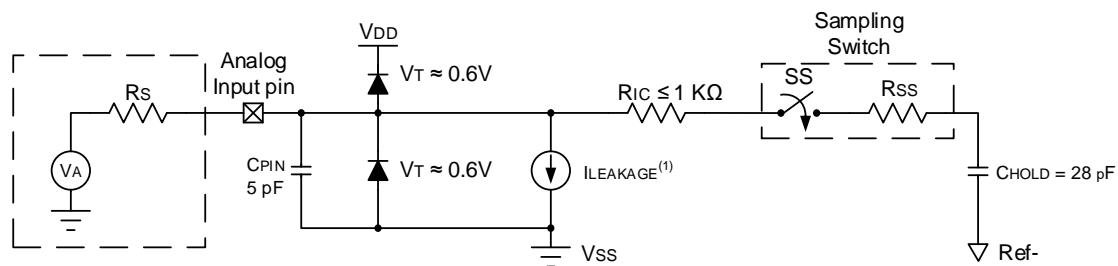 Sampling
Switch
VDD
Analog
Input pin
VT ≈ 0.6V
RS
RIC ≤ 1 KΩ
SS
RSS
VA
CPIN
5 pF
VT ≈ 0.6V
ILEAKAGE(1)
CHOLD = 28 pF
VSS
Ref-